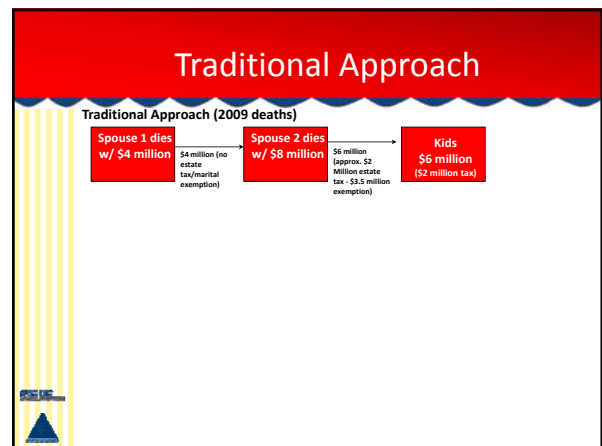 Traditional Approach
Traditional Approach (2009 deaths)
Spouse 1 dies
w/ $4 million
$4 million (no
estate
tax/marital
exemption)
Spouse 2 dies
w/ $8 million
$6 million
(approx. $2
Million estate
tax - $3.5 million
exemption)
Kids
$6 million
($2 million tax)